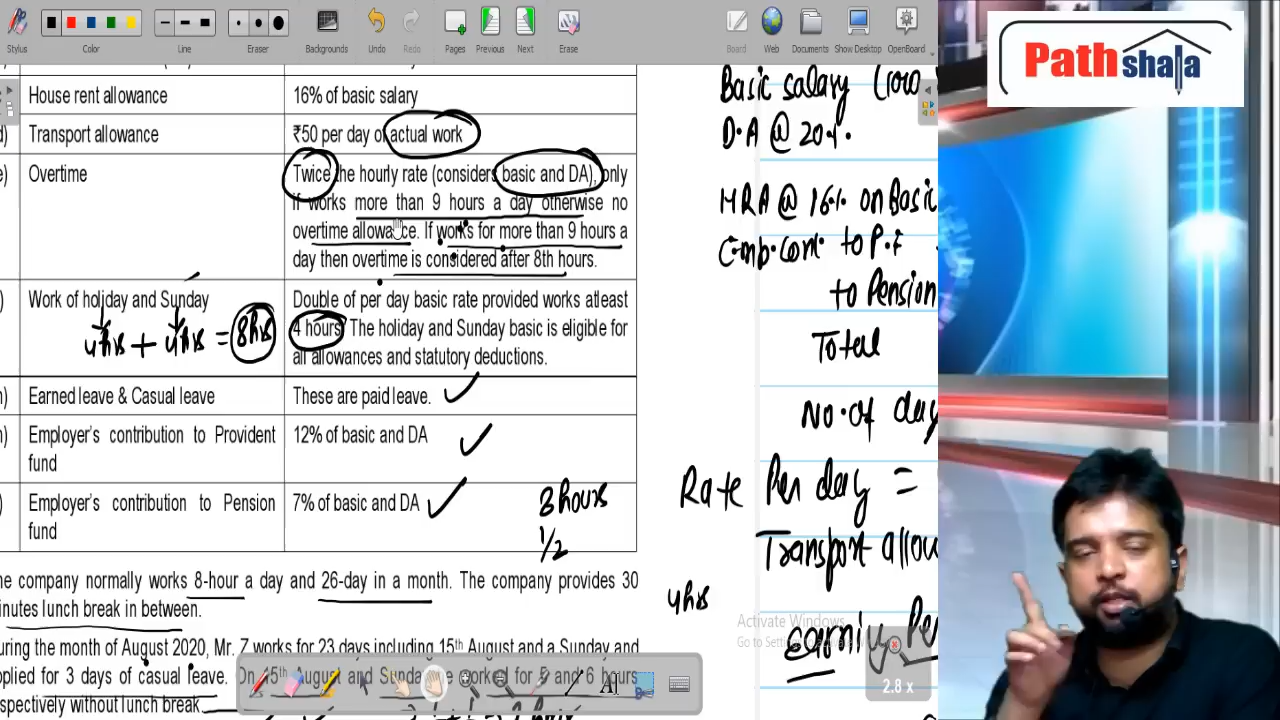 Stylus
Color
Line
Eraser
Backgrounds
Undo
Redo
Pages
Previous
Next
Erase
Board
Web
Documents
Show Desktop
OpenBoard
Path shala
House rent allowance
16% of basic salary
Transport allowance
₹50 per day of actual work
Overtime
Twice the hourly rate (considers basic and DA), only
if works more than 9 hours a day otherwise no
overtime allowance. If works for more than 9 hours a
day then overtime is considered after 8th hours.
Work of holiday and Sunday
4hrs + 4hrs = 8hrs
Double of per day basic rate provided works atleast
4 hours. The holiday and Sunday basic is eligible for
all allowances and statutory deductions.
Earned leave & Casual leave
These are paid leave.
Employer's contribution to Provident
fund
12% of basic and DA
Employer's contribution to Pension
fund
7% of basic and DA
8 hours
1/2
he company normally works 8-hour a day and 26-day in a month. The company provides 30
inutes lunch break in between.
uring the month of August 2020, Mr. Z works for 23 days including 15th August and a Sunday and
pplied for 3 days of casual leave. On 15th August and Sunday he worked for 5 and 6 hours
espectively without lunch break
Basic salary (1000
D.A @ 20%.
HRA @ 16% on Basic
Emp. cont. to P.F
to Pension
Total
No. of day
Rate Per day =
Transport allow
4hrs
Earning Per
Activate Windows
Go to Settings
2.8 x